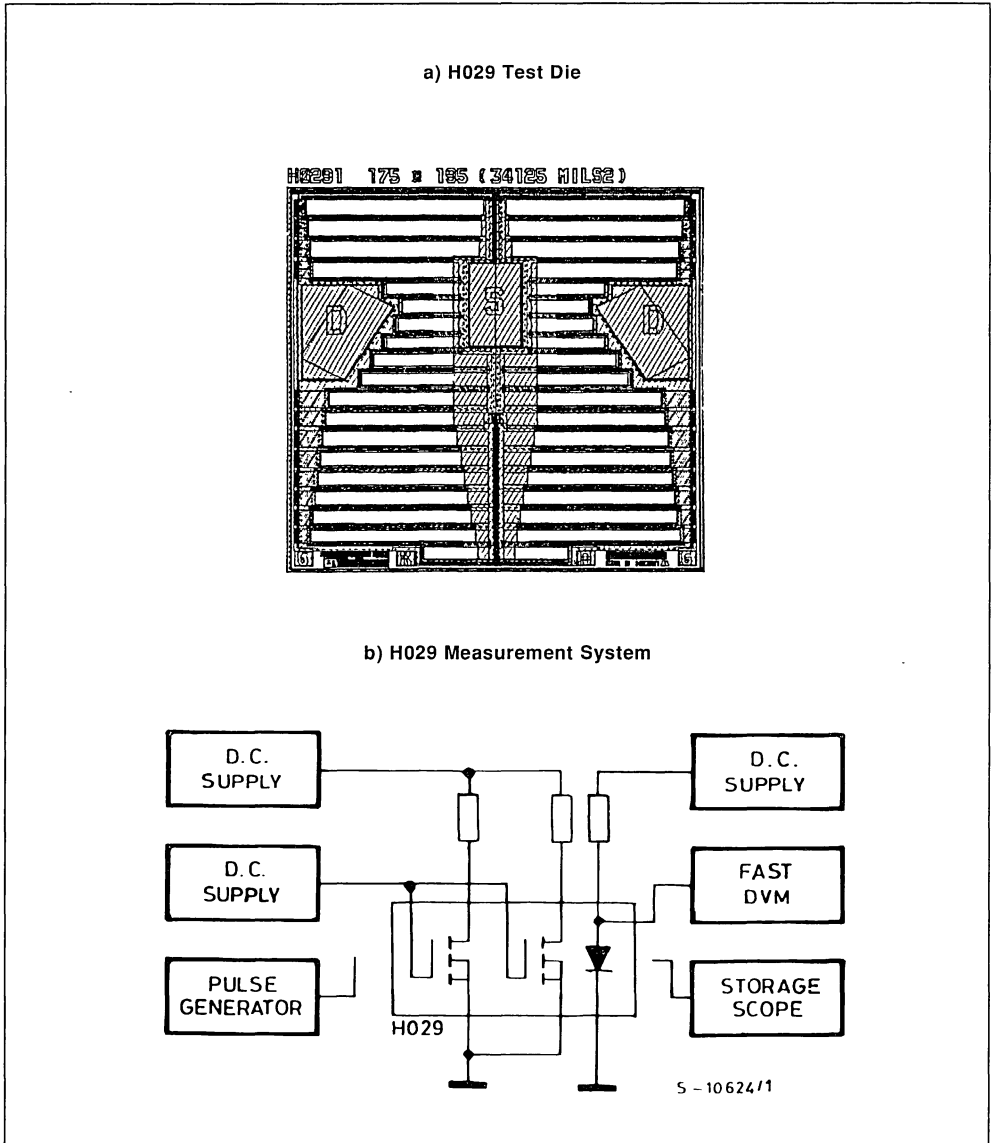 a) H029 Test Die
H0291 175 x 195 (34125 MILS2)
D S D
G K A G
b) H029 Measurement System
D.C. SUPPLY
D.C. SUPPLY
D.C. SUPPLY
FAST DVM
PULSE GENERATOR
STORAGE SCOPE
H029
S-10624/1